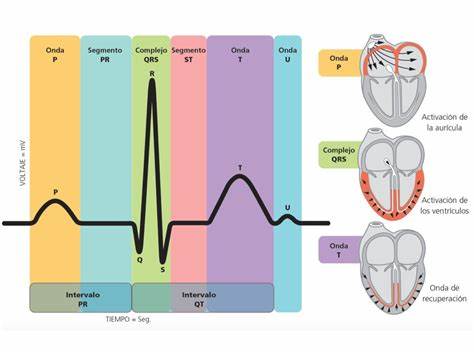 Onda
P
Segmento
PR
Complejo
QRS
Segmento
ST
Onda
T
Onda
U
R
P
Q
S
T
U
VOLTAJE = mV
Intervalo
PR
Intervalo
QT
TIEMPO = Seg.
Onda
P
Activación de
la aurícula
Complejo
QRS
Activación de
los ventrículos
Onda
T
Onda de
recuperación